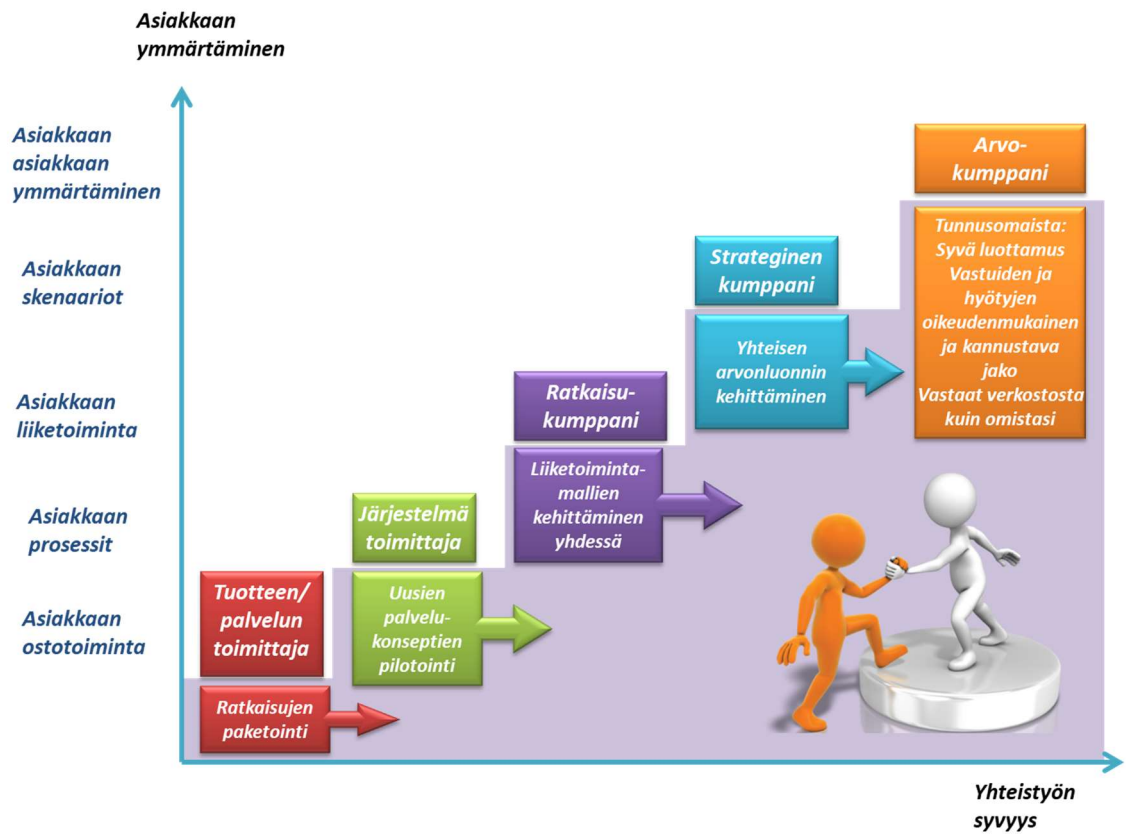 Asiakkaan
ymmärtäminen
Asiakkaan
asiakkaan
ymmärtäminen
Asiakkaan
skenaariot
Asiakkaan
liiketoiminta
Asiakkaan
prosessit
Asiakkaan
ostotoiminta
Tuotteen/
palvelun
toimittaja
Ratkaisujen
paketointi
Järjestelmä
toimittaja
Uusien
palvelu-
konseptien
pilotointi
Ratkaisu-
kumppani
Liiketoiminta-
mallien
kehittäminen
yhdessä
Strateginen
kumppani
Yhteisen
arvonluonnin
kehittäminen
Arvo-
kumppani
Tunnusomaista:
Syvä luottamus
Vastuiden ja
hyötyjen
oikeudenmukainen
ja kannustava
jako
Vastaat verkostosta
kuin omistasi
Yhteistyön
syvyys